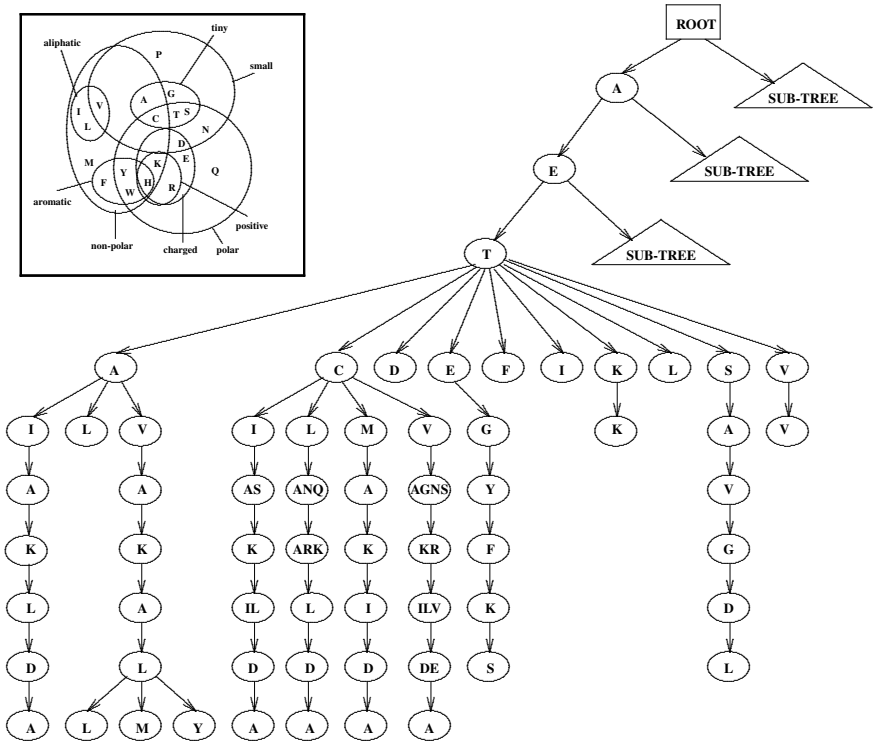 ROOT
tiny
aliphatic
P
small
A
G
SUB-TREE
I
V
A
C
T
S
L
N
D
SUB-TREE
M
K
E
Q
E
Y
F
H
R
W
aromatic
positive
non-polar
charged
polar
SUB-TREE
T
A C D E F I K L S V
I L V I L M V G K A V
A A AS ANQ A AGNS Y V
K K K ARK K KR F G
L A IL L I ILV K D
D L D D D DE S L
A L M Y A A A A